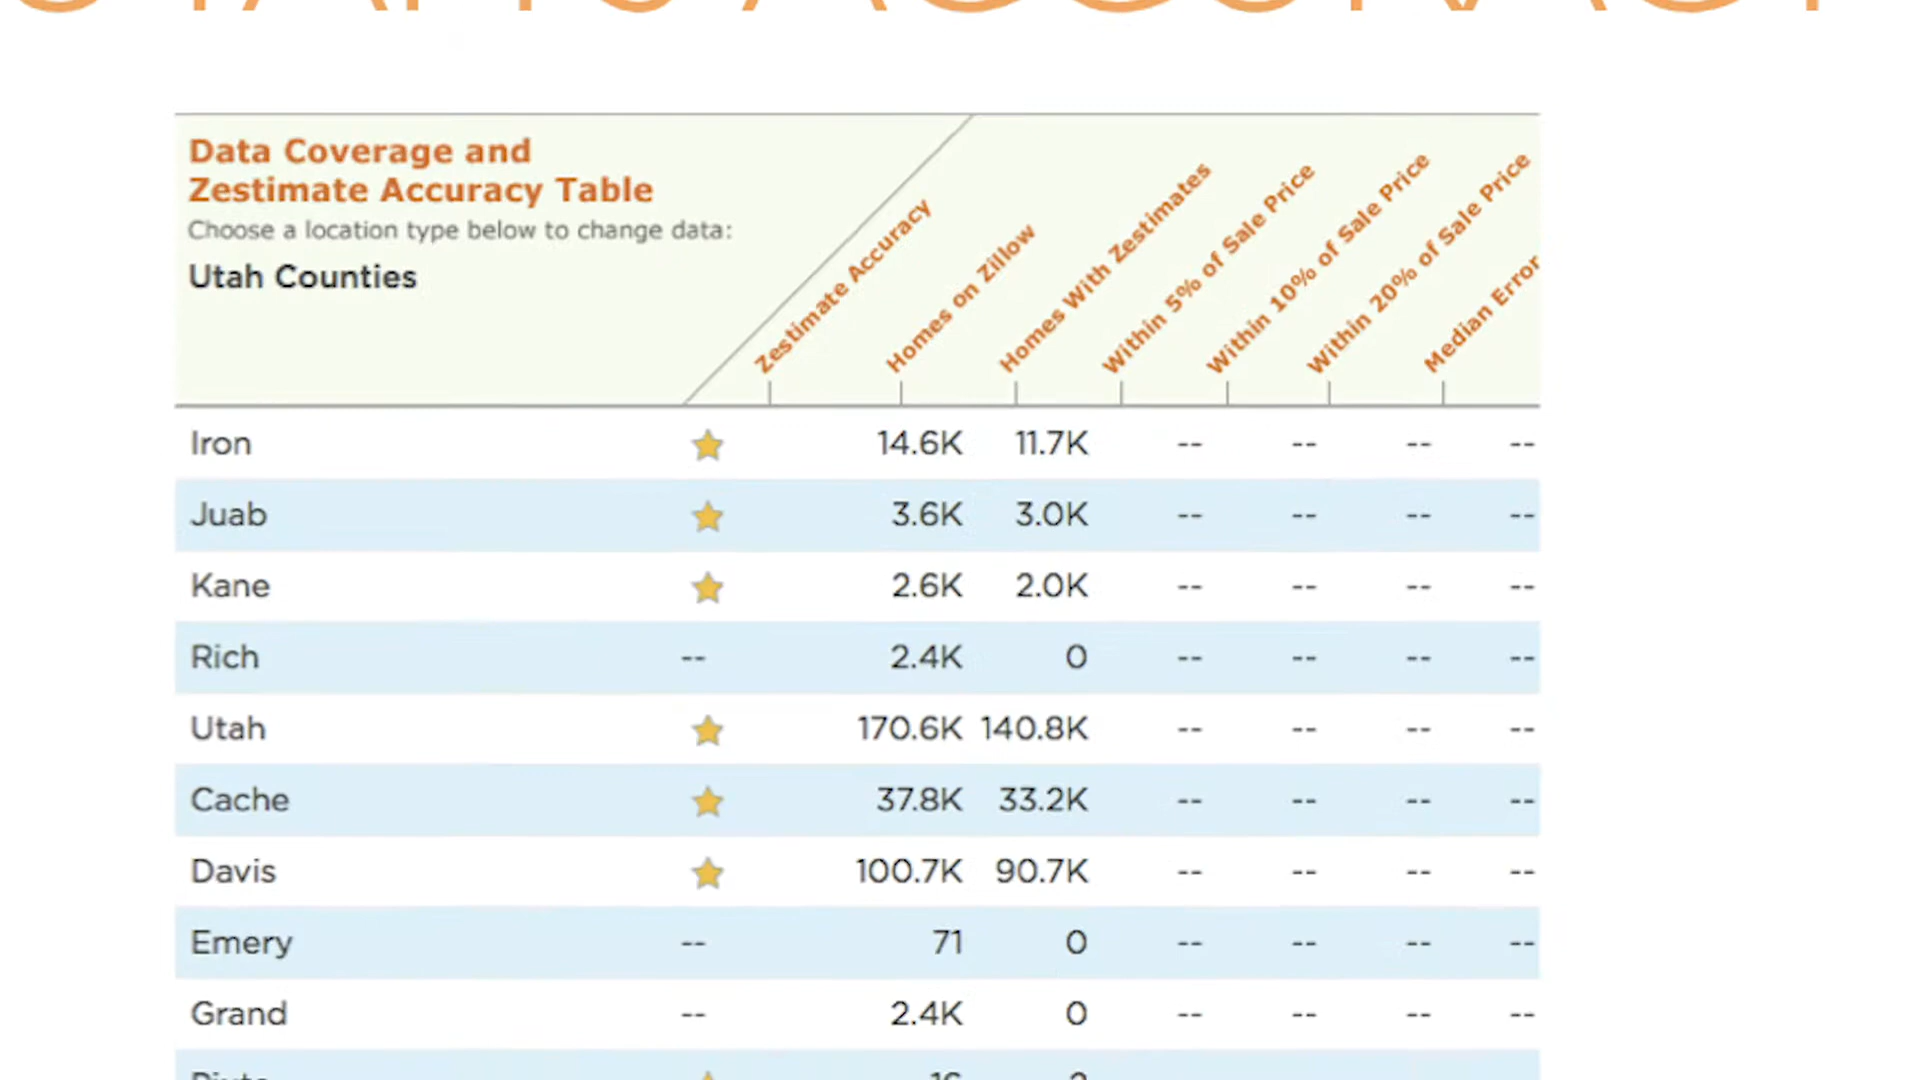 Data Coverage and
Zestimate Accuracy Table
Choose a location type below to change data:
Utah Counties
Zestimate Accuracy
Homes on Zillow
Homes With Zestimates
Within 5% of Sale Price
Within 10% of Sale Price
Within 20% of Sale Price
Median Error
Iron 14.6K 11.7K -- -- -- --
Juab 3.6K 3.0K -- -- -- --
Kane 2.6K 2.0K -- -- -- --
Rich -- 2.4K 0 -- -- -- --
Utah 170.6K 140.8K -- -- -- --
Cache 37.8K 33.2K -- -- -- --
Davis 100.7K 90.7K -- -- -- --
Emery -- 71 0 -- -- -- --
Grand -- 2.4K 0 -- -- -- --